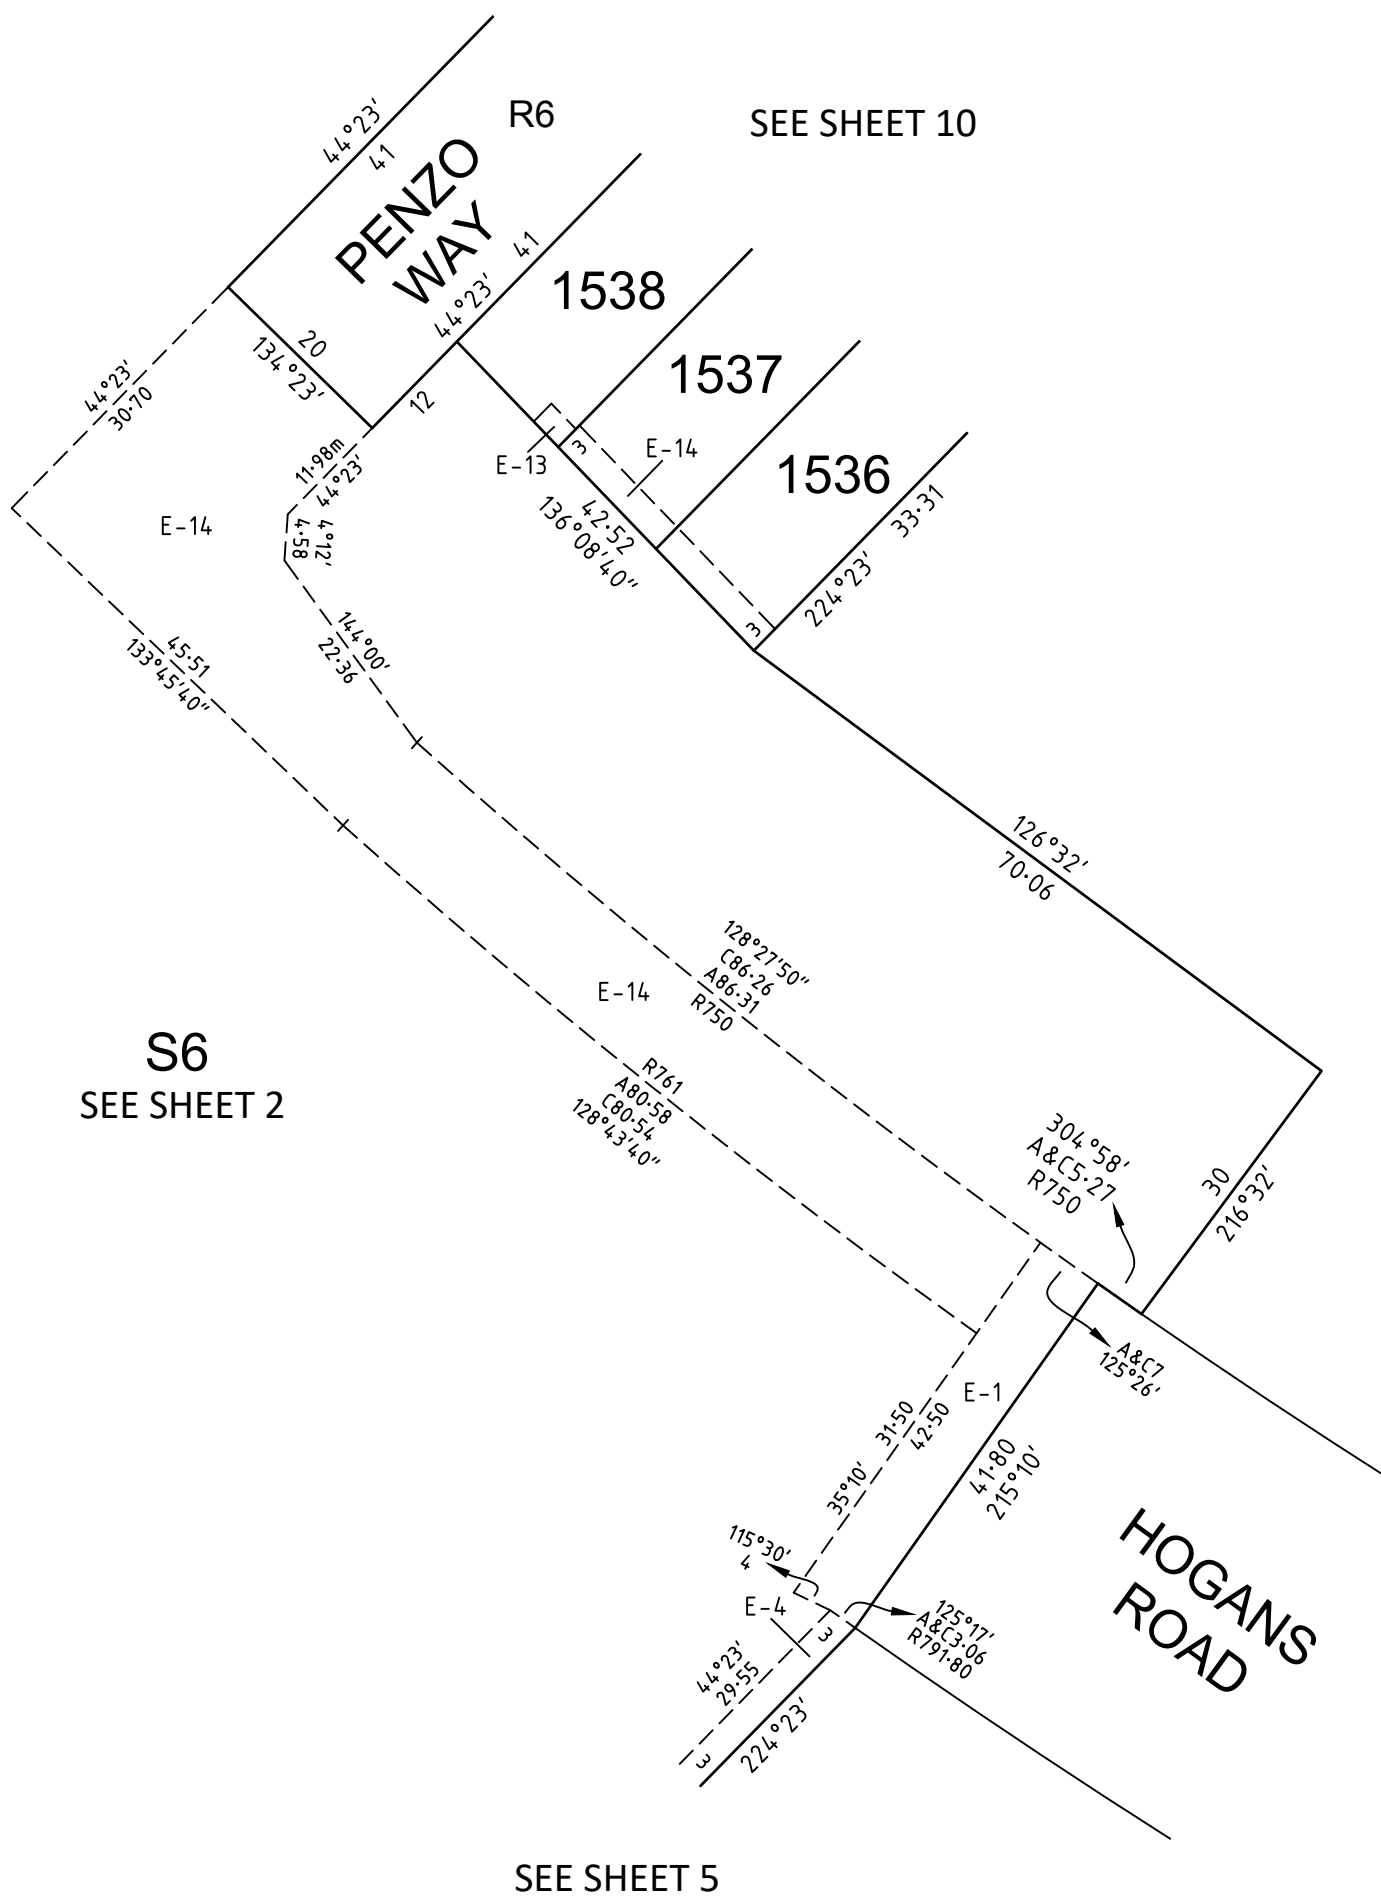 R6
SEE SHEET 10
44°23'
41
PENZO
WAY
41
44°23'
1538
1537
1536
20
134°23'
44°23'
30·70
12
E-13
3
E-14
42·52
136°08'40"
33·31
224°23'
3
11·98m
44°23'
E-14
4°12'
4·58
144°00'
22·36
45·51
133°45'40"
126°32'
70·06
128°27'50"
C86·26
A86·31
R750
E-14
S6
SEE SHEET 2
R761
A80·58
C80·54
128°43'40"
304°58'
A&C5·27
R750
30
216°32'
A&C7
125°26'
E-1
31·50
42·50
35°10'
41·80
215°10'
HOGANS
ROAD
115°30'
4
E-4
3
125°17'
A&C3·06
R791·80
44°23'
29·55
224°23'
3
SEE SHEET 5